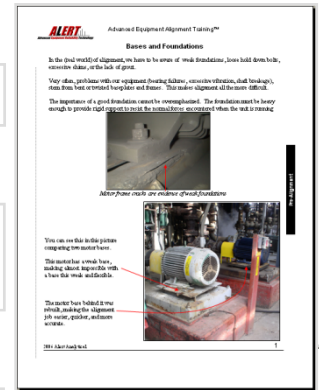 ALERT
Advanced Equipment Alignment Training™
Bases and Foundations
In the (real world) of alignment, we have to be aware of weak foundations, loose hold down bolts,
excessive shims, or the lack of grout.
Very often, problems with our equipment (bearing failures, excessive vibration, shaft breakage),
stem from bent or twisted baseplates and frames. This makes alignment all the more difficult.
The importance of a good foundation cannot be overemphasized. The foundation must be heavy
enough to provide rigid support to resist the normal forces encountered when the unit is running
Motor frame cracks are evidence of weak foundations
Pre-Alignment
You can see this in this picture
comparing two motor bases.
This motor has a weak base,
making almost impossible with
a base this weak and flexible.
The motor base behind it was
rebuilt, making the alignment
job easier, quicker, and more
accurate.
Alert Analytical
1